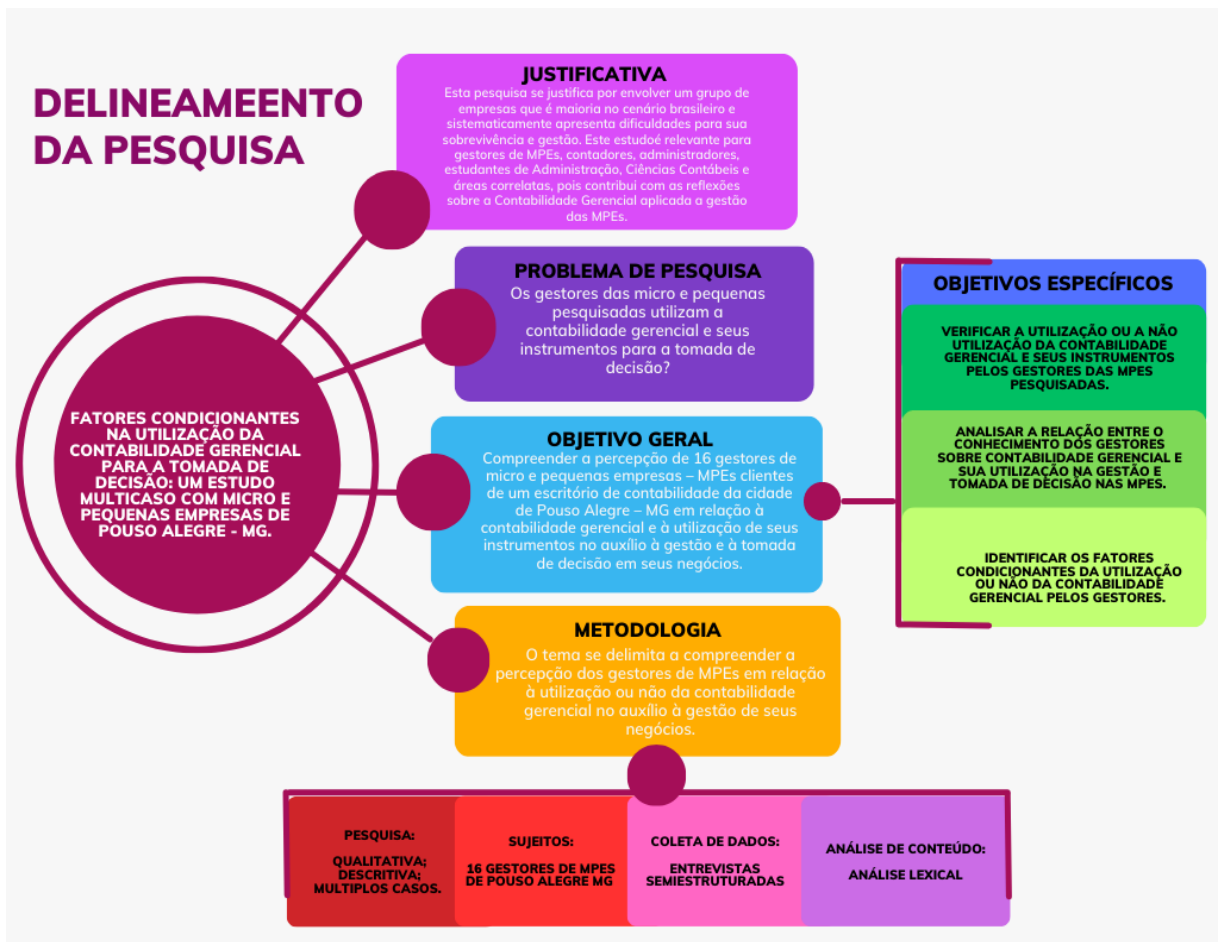 DELINEAMEENTO
DA PESQUISA
JUSTIFICATIVA
Esta pesquisa se justifica por envolver um grupo de
empresas que é maioria no cenário brasileiro e
sistematicamente apresenta dificuldades para sua
sobrevivência e gestão. Este estudoé relevante para
gestores de MPEs, contadores, administradores,
estudantes de Administração, Ciências Contábeis e
áreas correlatas, pois contribui com as reflexões
sobre a Contabilidade Gerencial aplicada a gestão
das MPEs.
PROBLEMA DE PESQUISA
Os gestores das micro e pequenas
pesquisadas utilizam a
contabilidade gerencial e seus
instrumentos para a tomada de
decisão?
FATORES CONDICIONANTES
NA UTILIZAÇÃO DA
CONTABILIDADE GERENCIAL
PARA A TOMADA DE
DECISÃO: UM ESTUDO
MULTICASO COM MICRO E
PEQUENAS EMPRESAS DE
POUSO ALEGRE - MG.
OBJETIVO GERAL
Compreender a percepção de 16 gestores de
micro e pequenas empresas – MPEs clientes
de um escritório de contabilidade da cidade
de Pouso Alegre – MG em relação à
contabilidade gerencial e à utilização de seus
instrumentos no auxílio à gestão e à tomada
de decisão em seus negócios.
OBJETIVOS ESPECÍFICOS
VERIFICAR A UTILIZAÇÃO OU A NÃO
UTILIZAÇÃO DA CONTABILIDADE
GERENCIAL E SEUS INSTRUMENTOS
PELOS GESTORES DAS MPES
PESQUISADAS.
ANALISAR A RELAÇÃO ENTRE O
CONHECIMENTO DOS GESTORES
SOBRE CONTABILIDADE GERENCIAL E
SUA UTILIZAÇÃO NA GESTÃO E
TOMADA DE DECISÃO NAS MPES.
IDENTIFICAR OS FATORES
CONDICIONANTES DA UTILIZAÇÃO
OU NÃO DA CONTABILIDADE
GERENCIAL PELOS GESTORES.
METODOLOGIA
O tema se delimita a compreender a
percepção dos gestores de MPEs em relação
à utilização ou não da contabilidade
gerencial no auxílio à gestão de seus
negócios.
PESQUISA:
QUALITATIVA;
DESCRITIVA;
MULTIPLOS CASOS.
SUJEITOS:
16 GESTORES DE MPES
DE POUSO ALEGRE MG
COLETA DE DADOS:
ENTREVISTAS
SEMIESTRUTURADAS
ANÁLISE DE CONTEÚDO:
ANÁLISE LEXICAL